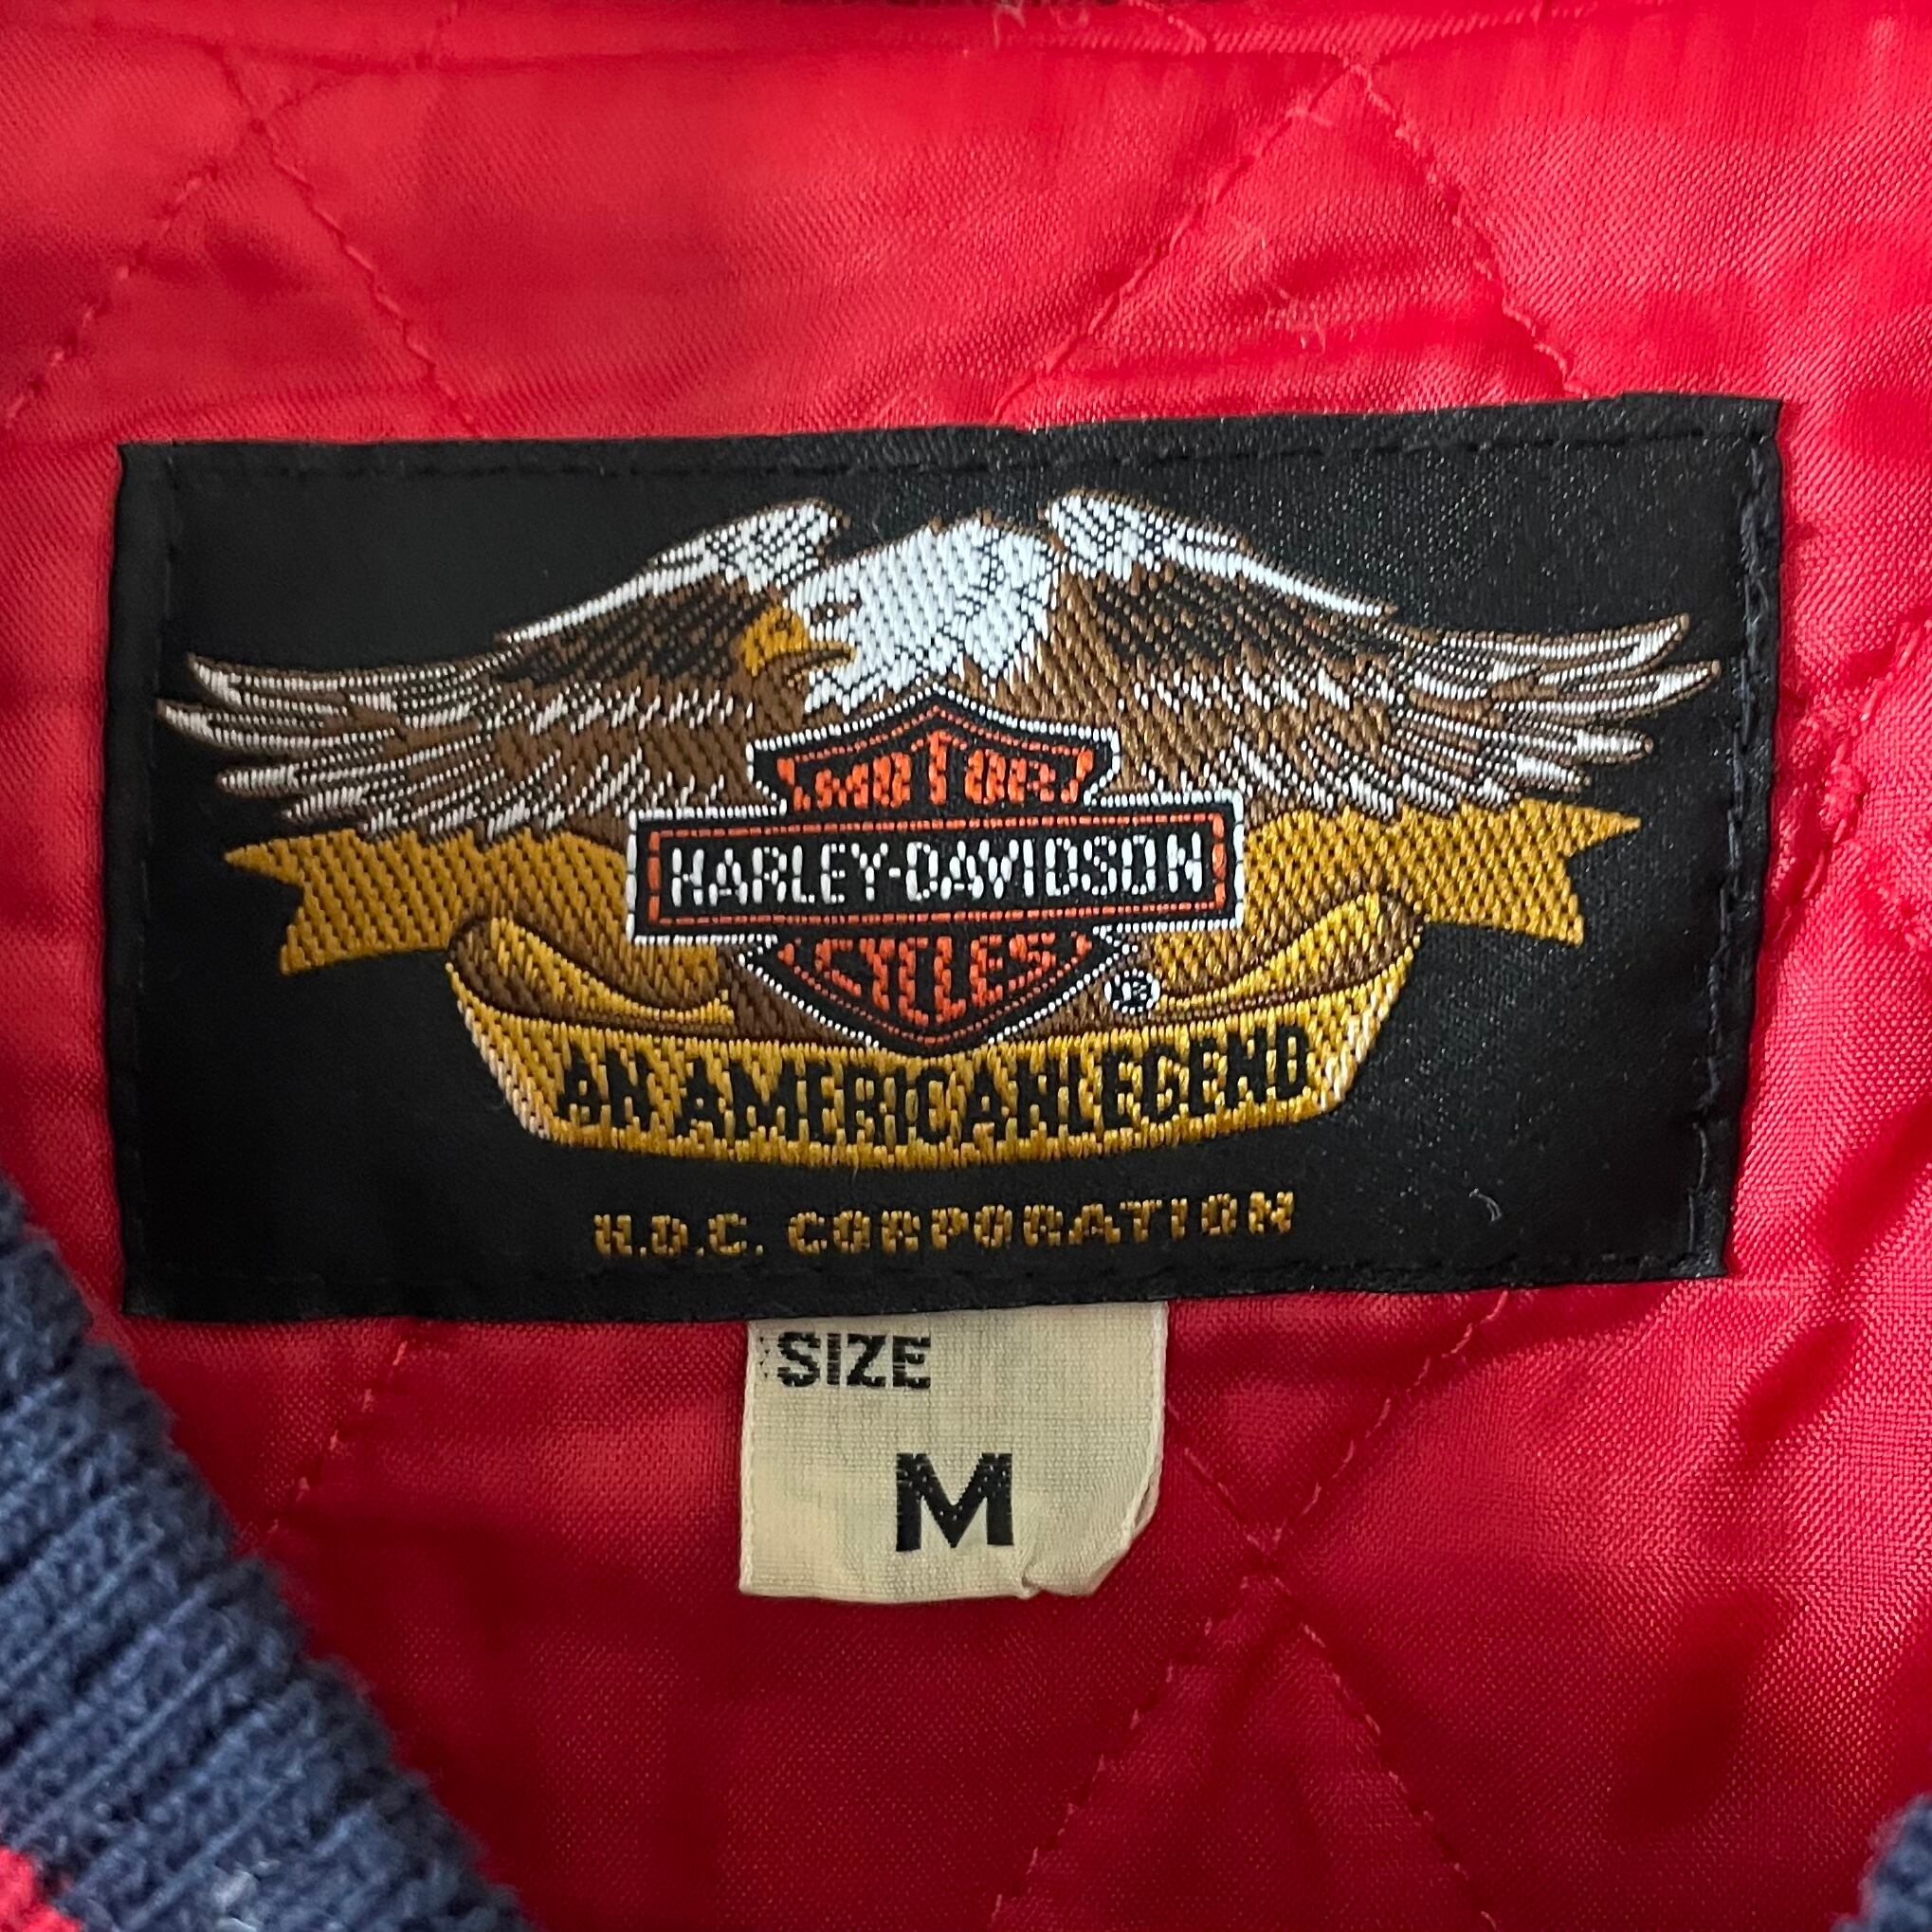 MOTOR
HARLEY-DAVIDSON
CYCLES
®
AN AMERICAN LEGEND
H.D.C. CORPORATION
SIZE
M